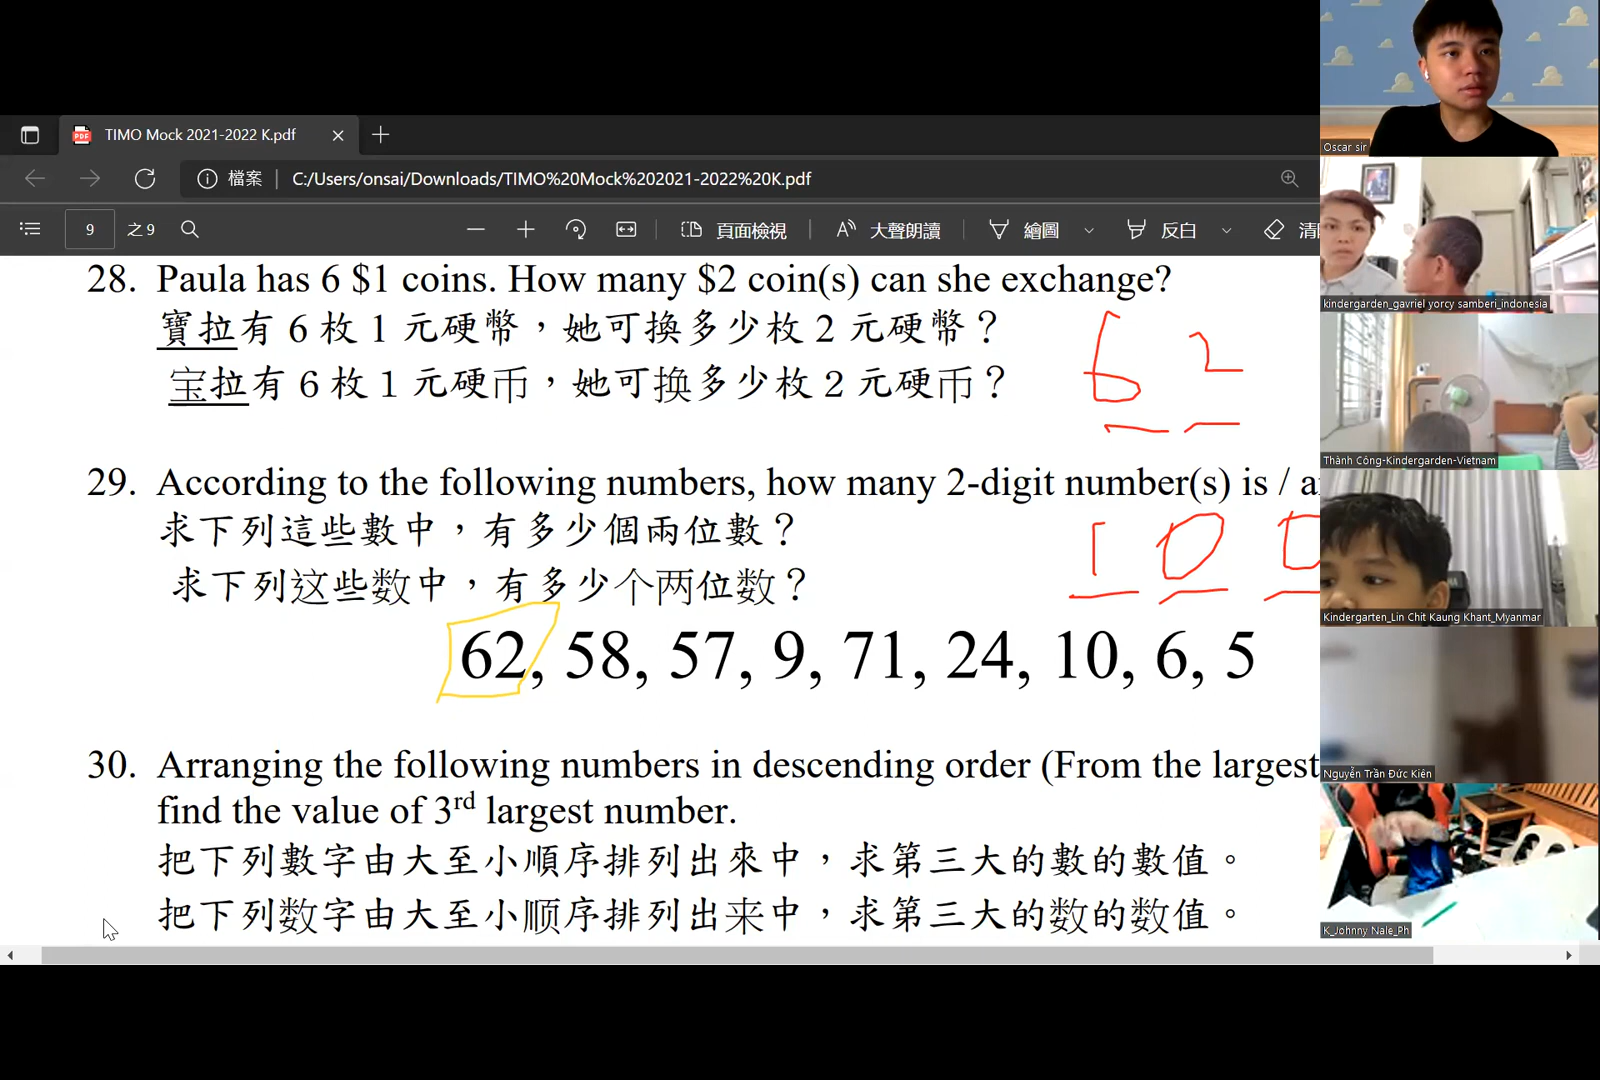 TIMO Mock 2021-2022 K.pdf
檔案 C:/Users/onsai/Downloads/TIMO%20Mock%202021-2022%20K.pdf
9 之9 頁面檢視 大聲朗讀 繪圖 反白 清
28. Paula has 6 $1 coins. How many $2 coin(s) can she exchange?
寶拉有 6 枚 1 元硬幣，她可換多少枚 2 元硬幣？
宝拉有 6 枚 1 元硬币，她可换多少枚 2 元硬币？
6 2
29. According to the following numbers, how many 2-digit number(s) is / a
求下列這些數中，有多少個兩位數？
求下列这些数中，有多少个两位数？
1 0 0
62, 58, 57, 9, 71, 24, 10, 6, 5
30. Arranging the following numbers in descending order (From the largest
find the value of 3rd largest number.
把下列數字由大至小順序排列出來中，求第三大的數的數值。
把下列数字由大至小顺序排列出来中，求第三大的数的数值。
Oscar sir
kindergarden_gavriel yorcy samberi_indonesia
Thành Công-Kindergarden-Vietnam
Kindergarten_Lin Chit Kaung Khant_Myanmar
Nguyễn Trần Đức Kiên
K_Johnny Nale_Ph